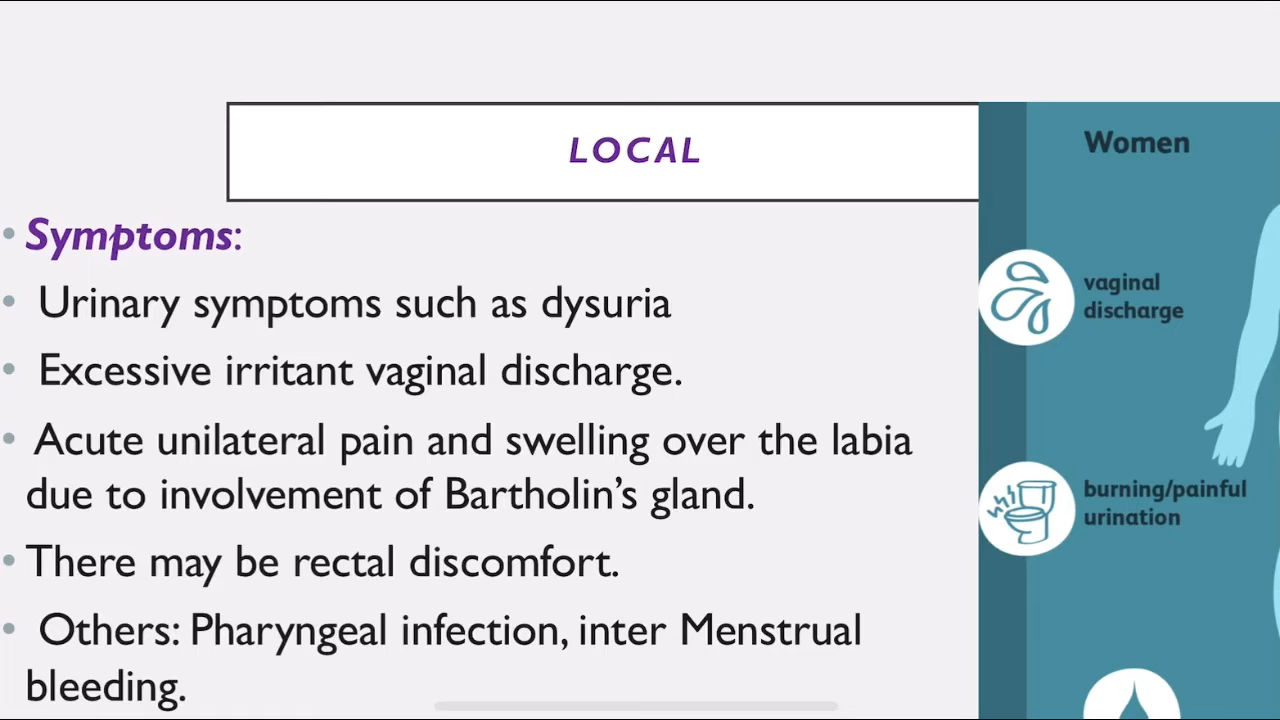 LOCAL
• Symptoms:
• Urinary symptoms such as dysuria
• Excessive irritant vaginal discharge.
• Acute unilateral pain and swelling over the labia
due to involvement of Bartholin’s gland.
• There may be rectal discomfort.
• Others: Pharyngeal infection, inter Menstrual
bleeding.
Women
vaginal
discharge
burning/painful
urination